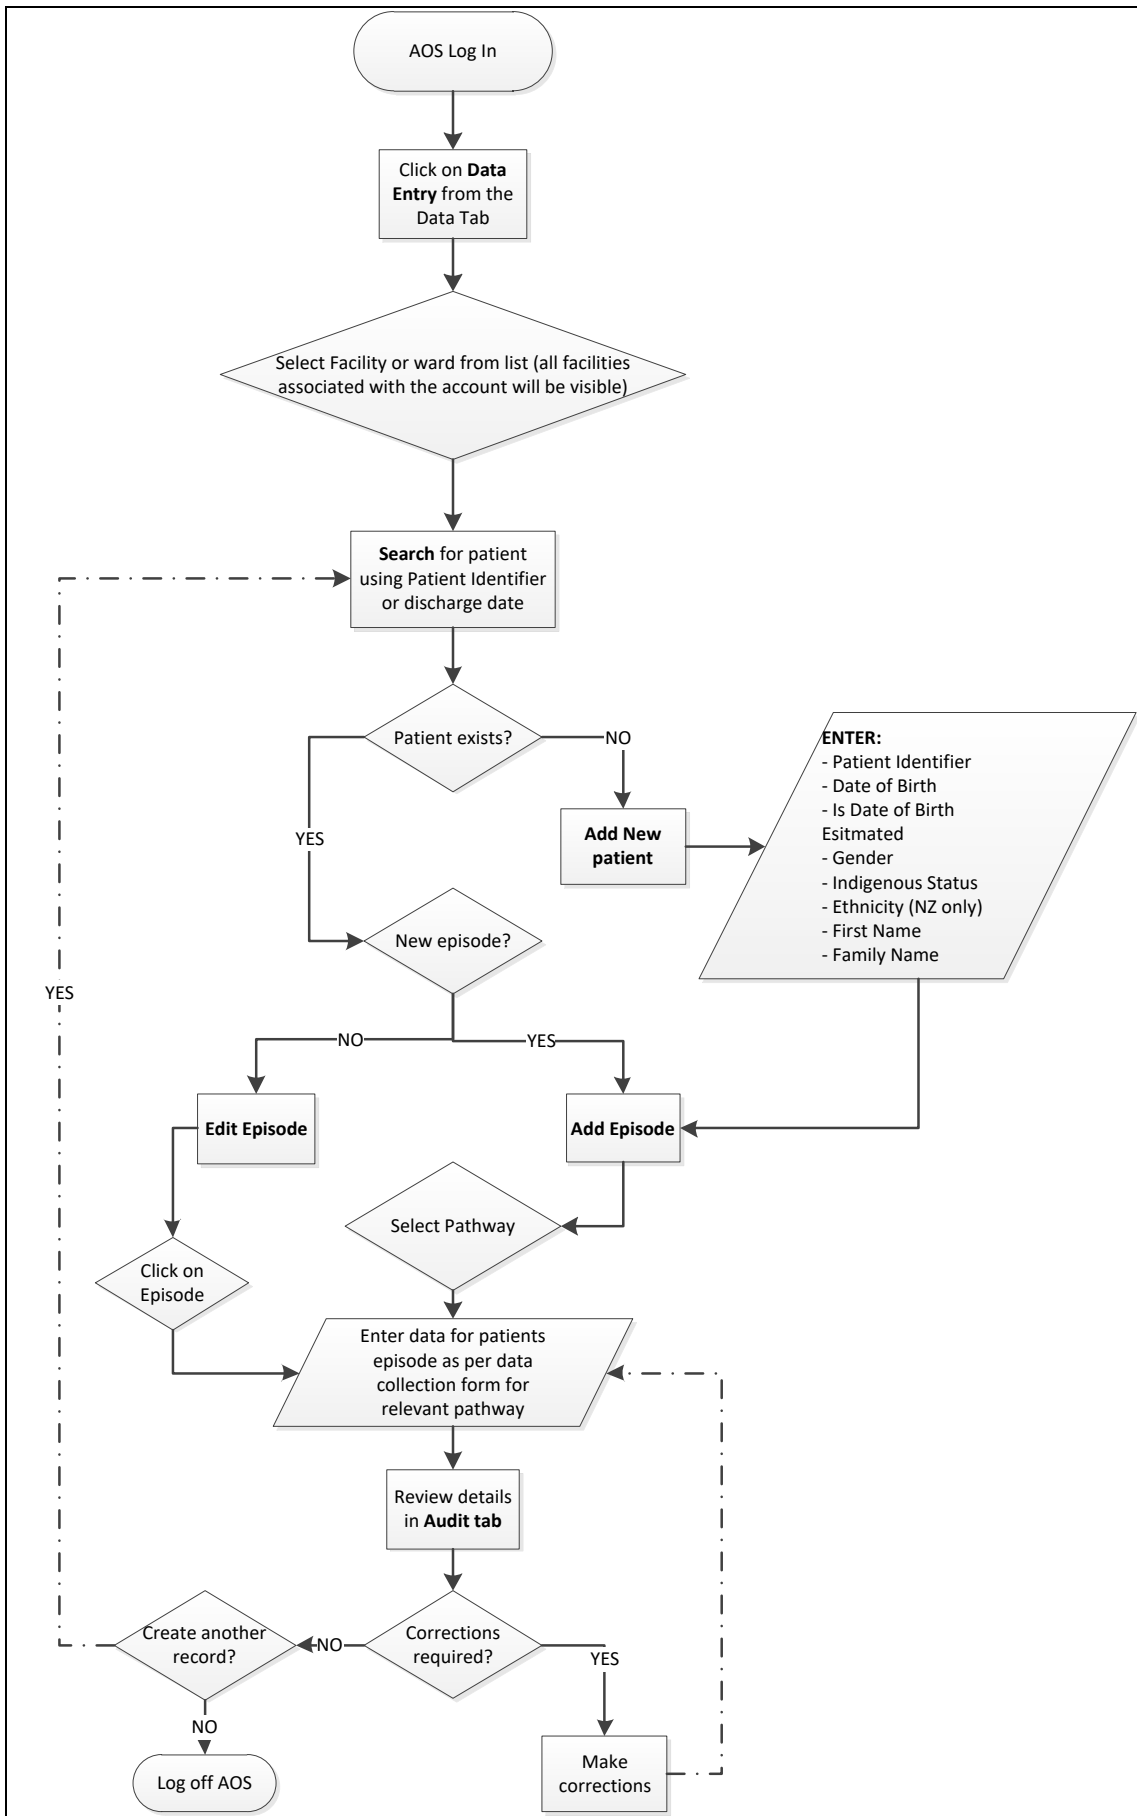 AOS Log In
Click on Data
Entry from the
Data Tab
Select Facility or ward from list (all facilities
associated with the account will be visible)
Search for patient
using Patient Identifier
or discharge date
Patient exists?
NO
YES
Add New
patient
ENTER:
- Patient Identifier
- Date of Birth
- Is Date of Birth
Esitmated
- Gender
- Indigenous Status
- Ethnicity (NZ only)
- First Name
- Family Name
New episode?
YES
NO
YES
Edit Episode
Add Episode
Select Pathway
Click on
Episode
Enter data for patients
episode as per data
collection form for
relevant pathway
Review details
in Audit tab
Create another
record?
NO
Corrections
required?
YES
NO
Log off AOS
Make
corrections